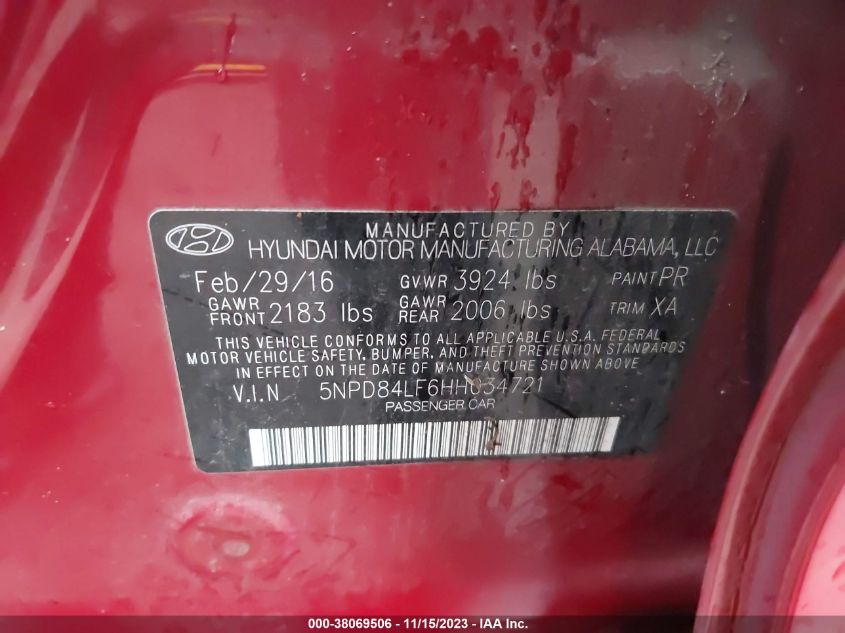 MANUFACTURED BY
HYUNDAI MOTOR MANUFACTURING ALABAMA, LLC
Feb/29/16 GVWR 3924 lbs PAINT PR
GAWR FRONT 2183 lbs GAWR REAR 2006 lbs TRIM XA
THIS VEHICLE CONFORMS TO ALL APPLICABLE U.S.A. FEDERAL
MOTOR VEHICLE SAFETY, BUMPER, AND THEFT PREVENTION STANDARDS
IN EFFECT ON THE DATE OF MANUFACTURE SHOWN ABOVE.
V.I.N 5NPD84LF6HH034721
PASSENGER CAR
000-38069506 - 11/15/2023 - IAA Inc.